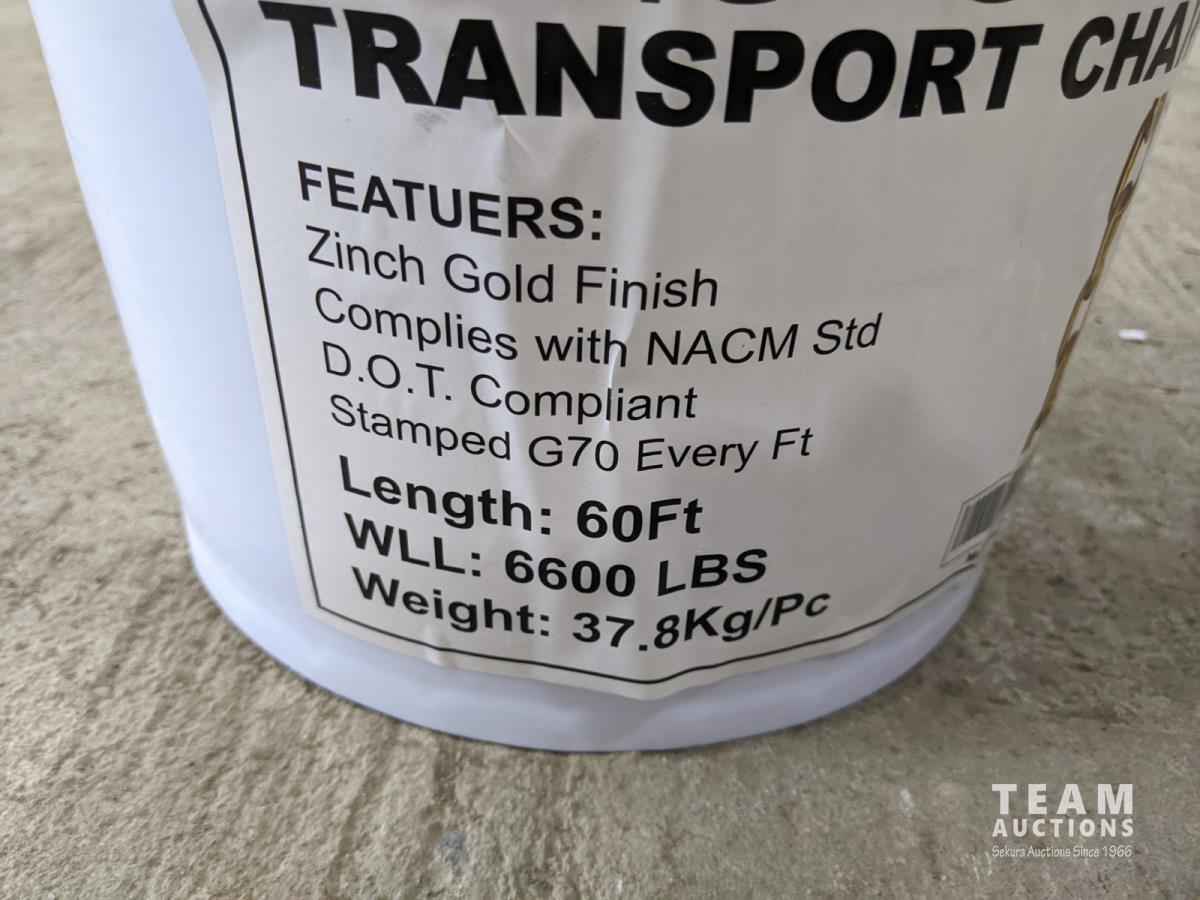 TRANSPORT CHAI
FEATUERS:
Zinch Gold Finish
Complies with NACM Std
D.O.T. Compliant
Stamped G70 Every Ft
Length: 60Ft
WLL: 6600 LBS
Weight: 37.8Kg/Pc
TEAM
AUCTIONS
Sekura Auctions Since 1966